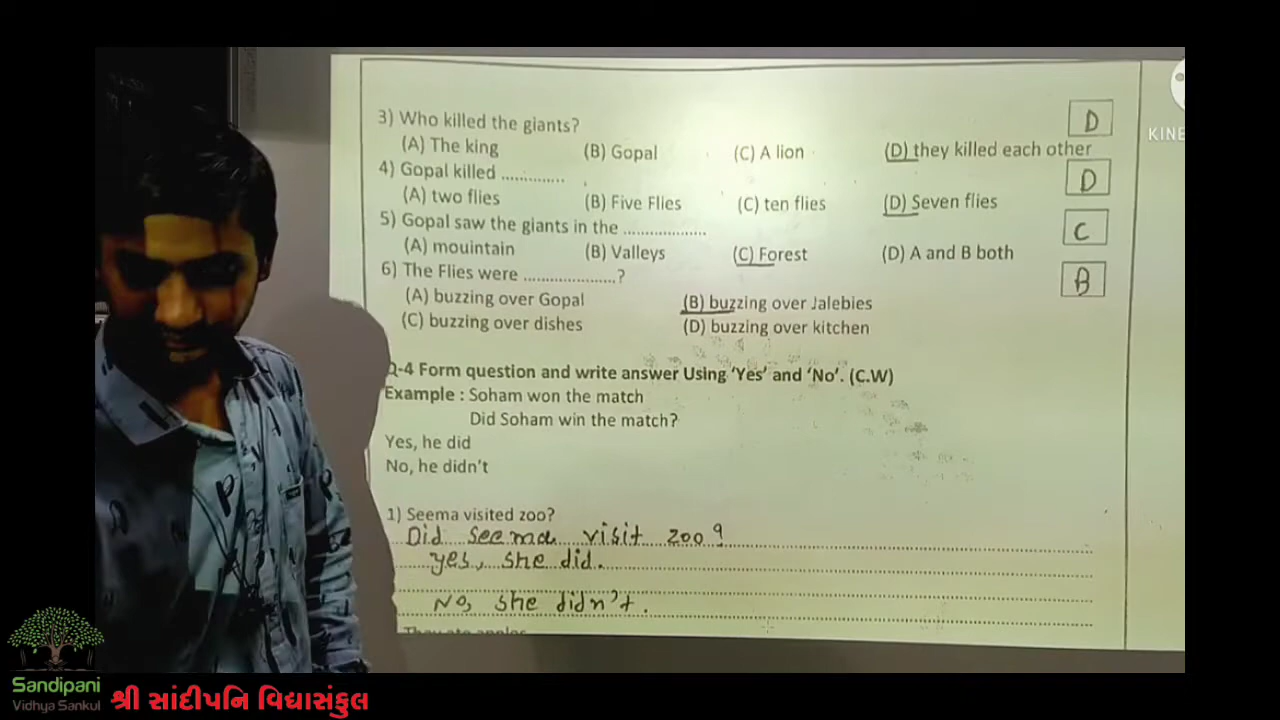 3) Who killed the giants?
D
(A) The king (B) Gopal (C) A lion (D) they killed each other
4) Gopal killed .............
D
(A) two flies (B) Five Flies (C) ten flies (D) Seven flies
5) Gopal saw the giants in the .................
C
(A) mouintain (B) Valleys (C) Forest (D) A and B both
6) The Flies were ...................?
B
(A) buzzing over Gopal (B) buzzing over Jalebies
(C) buzzing over dishes (D) buzzing over kitchen
Q-4 Form question and write answer Using ‘Yes’ and ‘No’. (C.W)
Example : Soham won the match
Did Soham win the match?
Yes, he did
No, he didn't
1) Seema visited zoo?
Did seema visit zoo?
yes, she did.
No, she didn't.
They ate apples
KINE
Sandipani
Vidhya Sankul
શ્રી સાંદીપનિ વિદ્યાસંકુલ